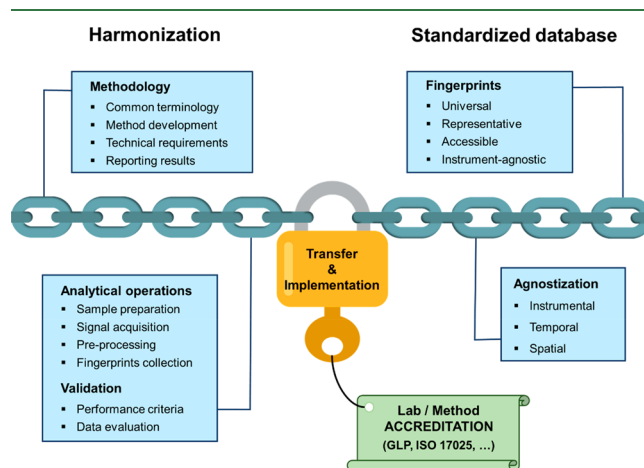 Harmonization
Standardized database
Methodology
▪ Common terminology
▪ Method development
▪ Technical requirements
▪ Reporting results
Fingerprints
▪ Universal
▪ Representative
▪ Accessible
▪ Instrument-agnostic
Transfer
&
Implementation
Analytical operations
▪ Sample preparation
▪ Signal acquisition
▪ Pre-processing
▪ Fingerprints collection
Validation
▪ Performance criteria
▪ Data evaluation
Agnostization
▪ Instrumental
▪ Temporal
▪ Spatial
Lab / Method
ACCREDITATION
(GLP, ISO 17025, ...)